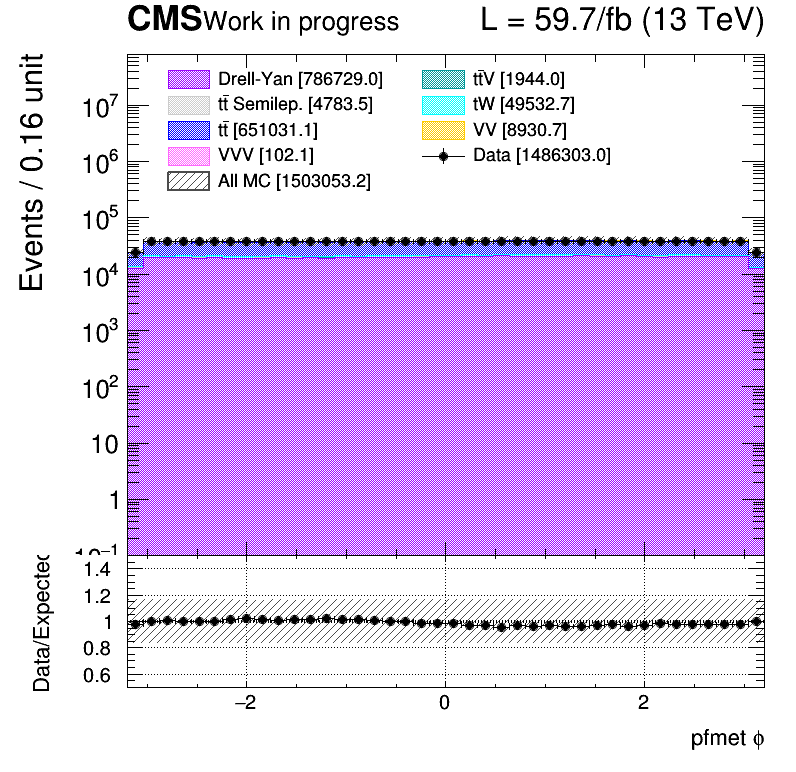 CMS Work in progress L = 59.7/fb (13 TeV)
Drell-Yan [786729.0]
tt̄V [1944.0]
tt̄ Semilep. [4783.5]
tW [49532.7]
tt̄ [651031.1]
VV [8930.7]
VVV [102.1]
Data [1486303.0]
All MC [1503053.2]
Events / 0.16 unit
10⁷
10⁶
10⁵
10⁴
10³
10²
10
1
10⁻¹
Data/Expected
1.4
1.2
1
0.8
0.6
−2 0 2
pfmet ϕ